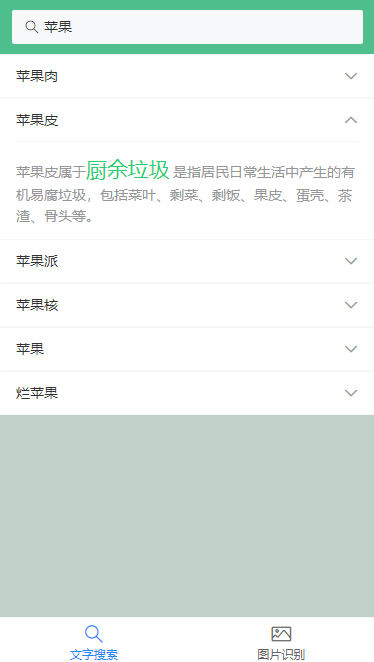 苹果
苹果肉
苹果皮
苹果皮属于厨余垃圾 是指居民日常生活中产生的有
机易腐垃圾，包括菜叶、剩菜、剩饭、果皮、蛋壳、茶
渣、骨头等。
苹果派
苹果核
苹果
烂苹果
文字搜索
图片识别